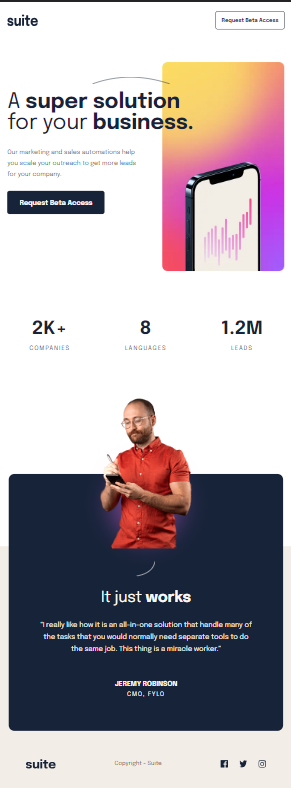 suite
Request Beta Access
A super solution
for your business.
Our marketing and sales automations help
you scale your outreach to get more leads
for your company.
Request Beta Access
2K+
8
1.2M
COMPANIES
LANGUAGES
LEADS
It just works
"I really like how it is an all-in-one solution that handle many of
the tasks that you would normally need separate tools to do
the same job. This thing is a miracle worker."
JEREMY ROBINSON
CMO, FYLO
suite
Copyright - Suite